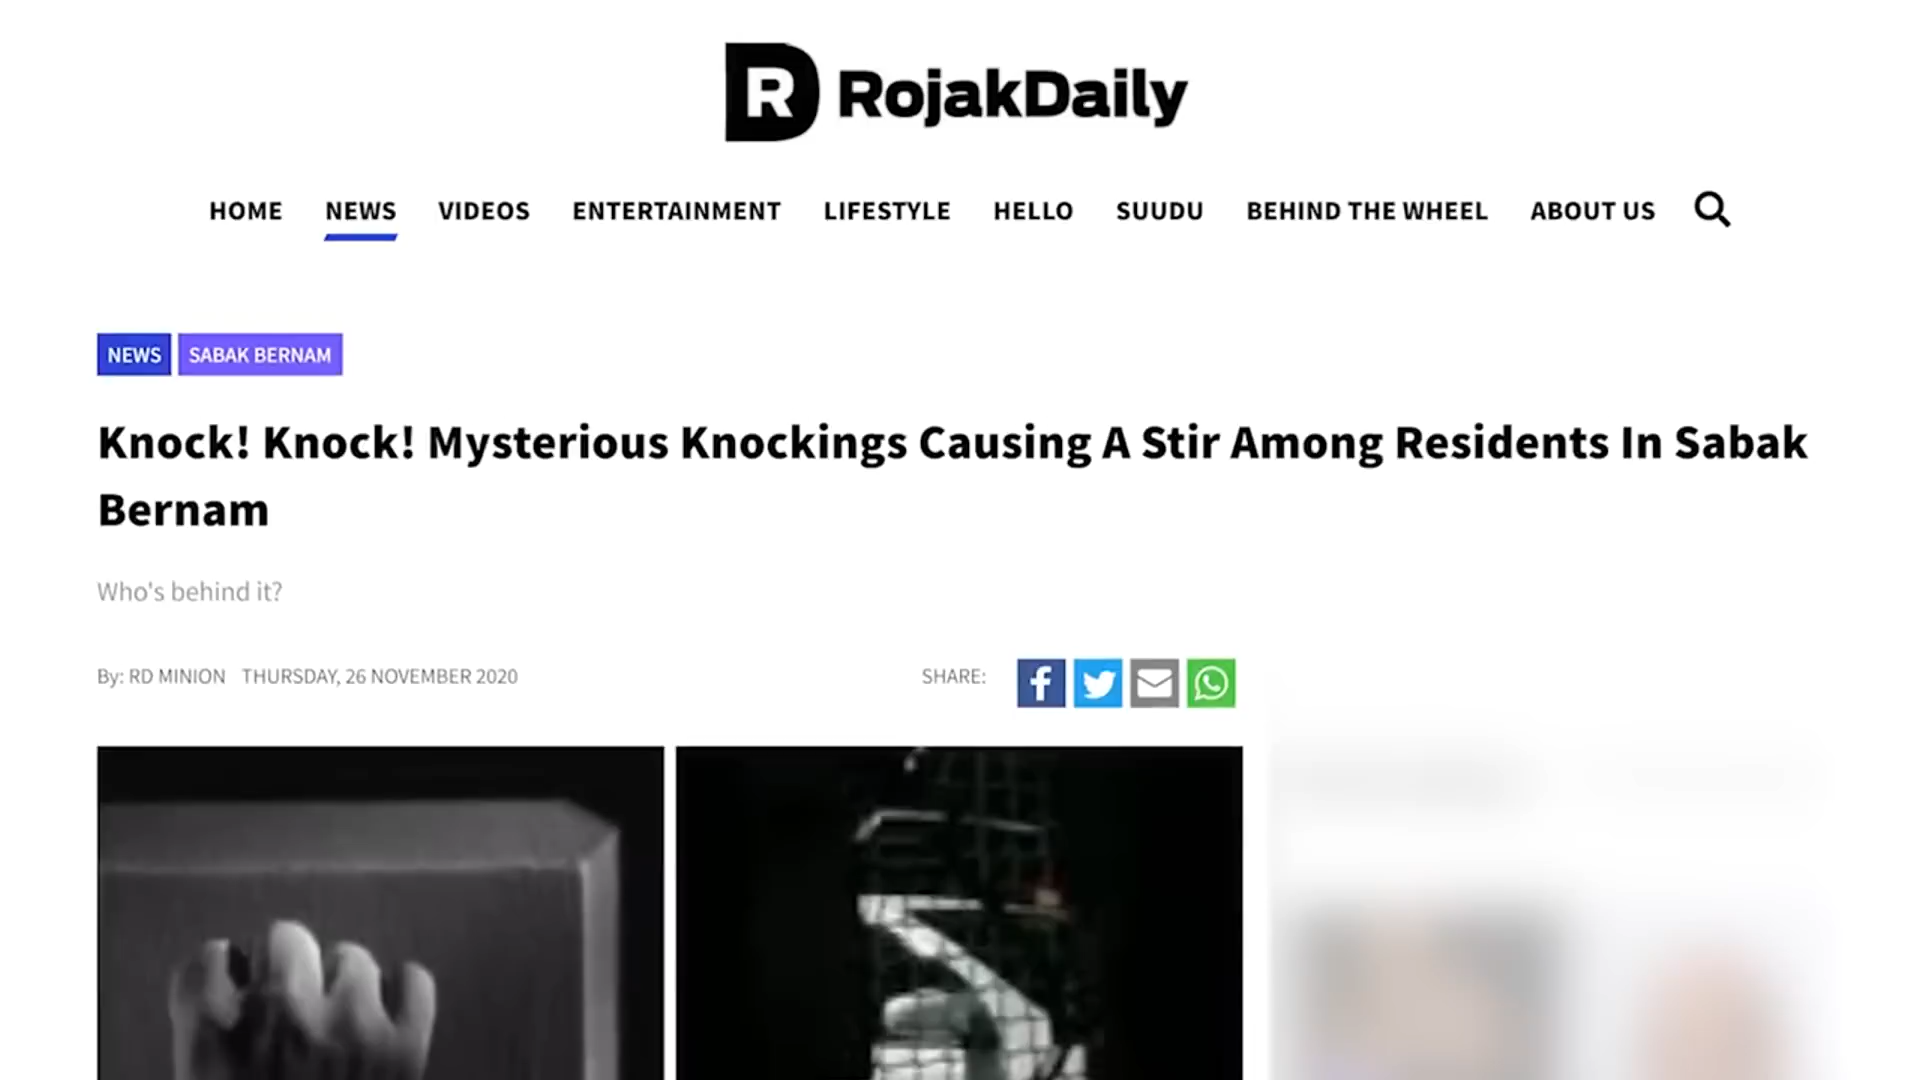 RD RojakDaily
HOME NEWS VIDEOS ENTERTAINMENT LIFESTYLE HELLO SUUDU BEHIND THE WHEEL ABOUT US
NEWS SABAK BERNAM
Knock! Knock! Mysterious Knockings Causing A Stir Among Residents In Sabak
Bernam
Who's behind it?
By: RD MINION THURSDAY, 26 NOVEMBER 2020 SHARE: